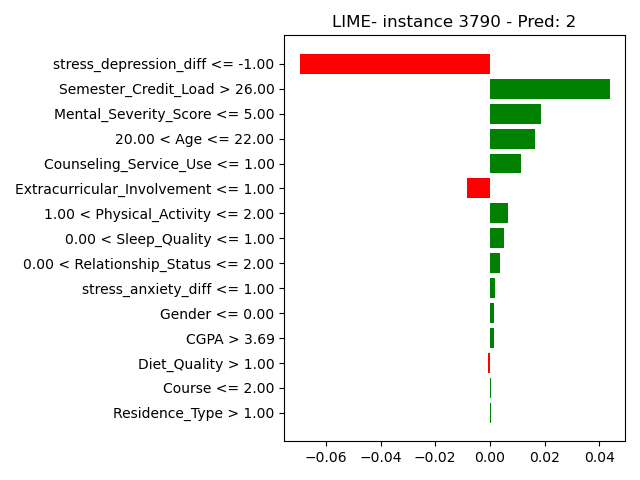 LIME- instance 3790 - Pred: 2
stress_depression_diff <= -1.00
Semester_Credit_Load > 26.00
Mental_Severity_Score <= 5.00
20.00 < Age <= 22.00
Counseling_Service_Use <= 1.00
Extracurricular_Involvement <= 1.00
1.00 < Physical_Activity <= 2.00
0.00 < Sleep_Quality <= 1.00
0.00 < Relationship_Status <= 2.00
stress_anxiety_diff <= 1.00
Gender <= 0.00
CGPA > 3.69
Diet_Quality > 1.00
Course <= 2.00
Residence_Type > 1.00
−0.06 −0.04 −0.02 0.00 0.02 0.04